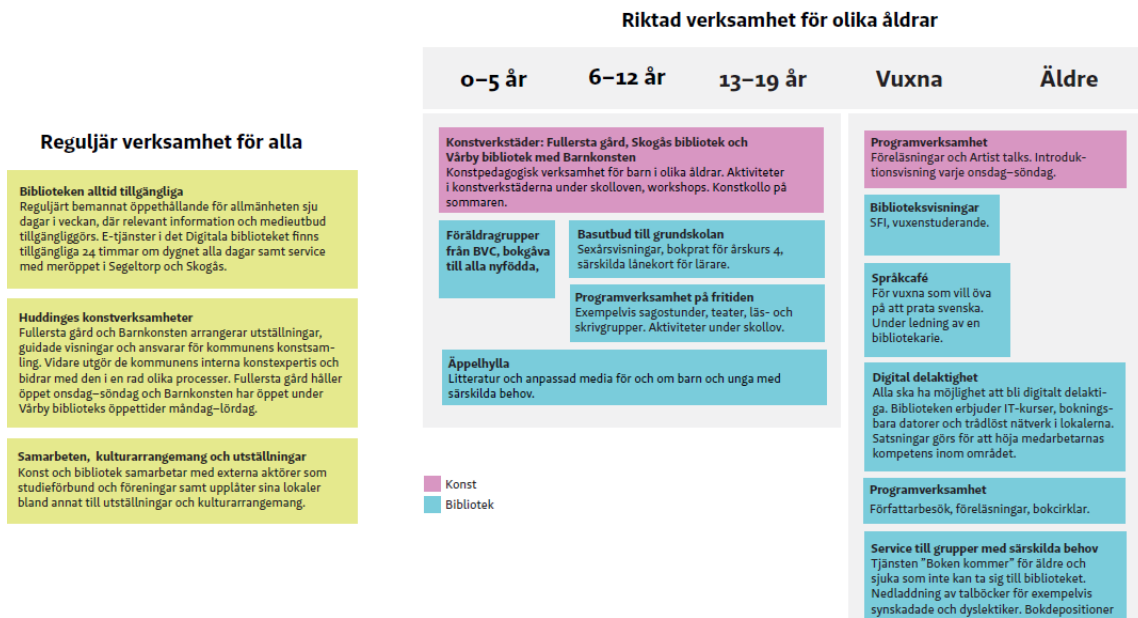 Riktad verksamhet för olika åldrar
0–5 år
6–12 år
13–19 år
Vuxna
Äldre
Reguljär verksamhet för alla
Biblioteken alltid tillgängliga
Reguljärt bemannat öppethållande för allmänheten sju
dagar i veckan, där relevant information och medieutbud
tillgängliggörs. E-tjänster i det Digitala biblioteket finns
tillgängliga 24 timmar om dygnet alla dagar samt service
med meröppet i Segeltorp och Skogås.
Huddinges konstverksamheter
Fullersta gård och Barnkonsten arrangerar utställningar,
guidade visningar och ansvarar för kommunens konstsam-
ling. Vidare utgör de kommunens interna konstexpertis och
bidrar med den i en rad olika processer. Fullersta gård håller
öppet onsdag–söndag och Barnkonsten har öppet under
Vårby biblioteks öppettider måndag–lördag.
Samarbeten, kulturarrangemang och utställningar
Konst och bibliotek samarbetar med externa aktörer som
studieförbund och föreningar samt upplåter sina lokaler
bland annat till utställningar och kulturarrangemang.
Konstverkstäder: Fullersta gård, Skogås bibliotek och
Vårby bibliotek med Barnkonsten
Konstpedagogisk verksamhet för barn i olika åldrar. Aktiviteter
i konstverkstäderna under skolloven, workshops. Konstkollo på
sommaren.
Föräldragrupper
från BVC, bokgåva
till alla nyfödda,
Basutbud till grundskolan
Sexårsvisningar, bokprat för årskurs 4,
särskilda lånekort för lärare.
Programverksamhet på fritiden
Exempelvis sagostunder, teater, läs- och
skrivgrupper. Aktiviteter under skollov.
Äppelhylla
Litteratur och anpassad media för och om barn och unga med
särskilda behov.
Konst
Bibliotek
Programverksamhet
Föreläsningar och Artist talks. Introduk-
tionsvisning varje onsdag–söndag.
Biblioteksvisningar
SFI, vuxenstuderande.
Språkcafé
För vuxna som vill öva
på att prata svenska.
Under ledning av en
bibliotekarie.
Digital delaktighet
Alla ska ha möjlighet att bli digitalt delakti-
ga. Biblioteken erbjuder IT-kurser, boknings-
bara datorer och trådlöst nätverk i lokalerna.
Satsningar görs för att höja medarbetarnas
kompetens inom området.
Programverksamhet
Författarbesök, föreläsningar, bokcirklar.
Service till grupper med särskilda behov
Tjänsten ”Boken kommer” för äldre och
sjuka som inte kan ta sig till biblioteket.
Nedladdning av talböcker för exempelvis
synskadade och dyslektiker. Bokdepositioner